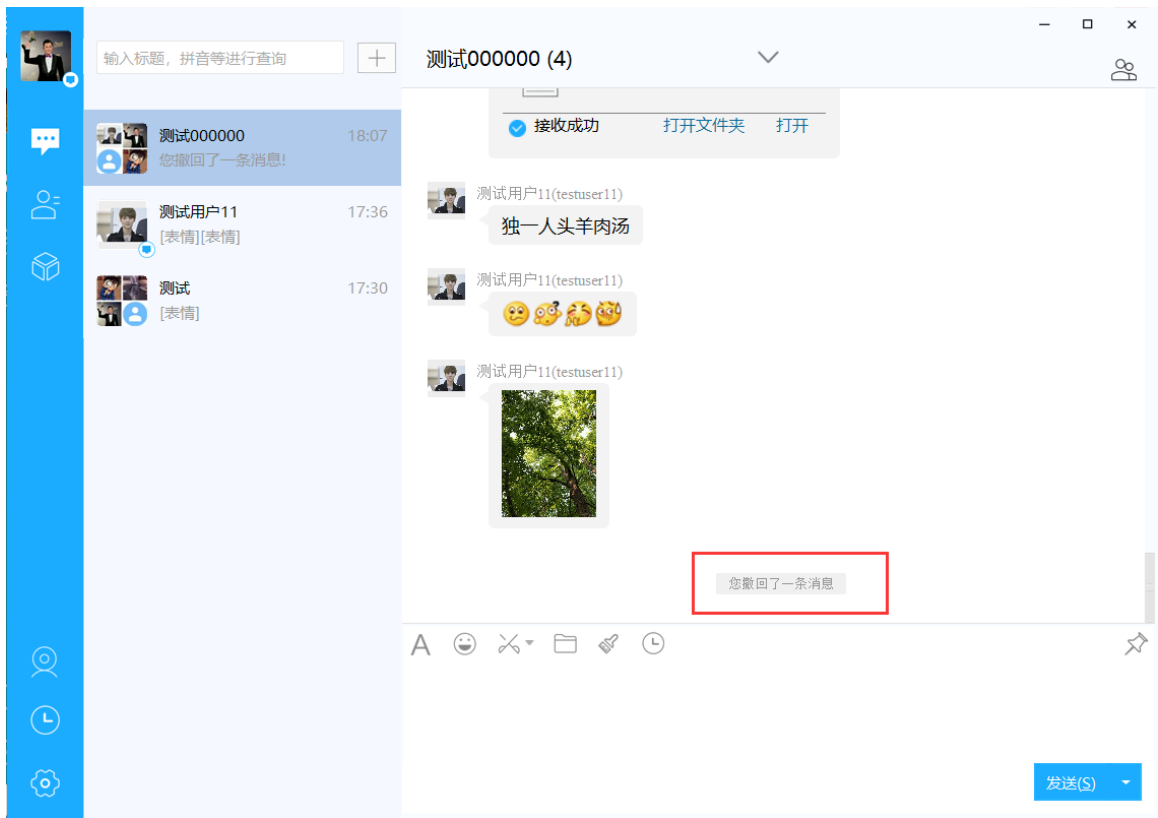 输入标题，拼音等进行查询
测试000000 18:07
您撤回了一条消息!
测试用户11 17:36
[表情][表情]
测试 17:30
[表情]
测试000000 (4)
接收成功 打开文件夹 打开
测试用户11(testuser11)
独一人头羊肉汤
测试用户11(testuser11)
测试用户11(testuser11)
您撤回了一条消息
A
发送(S)